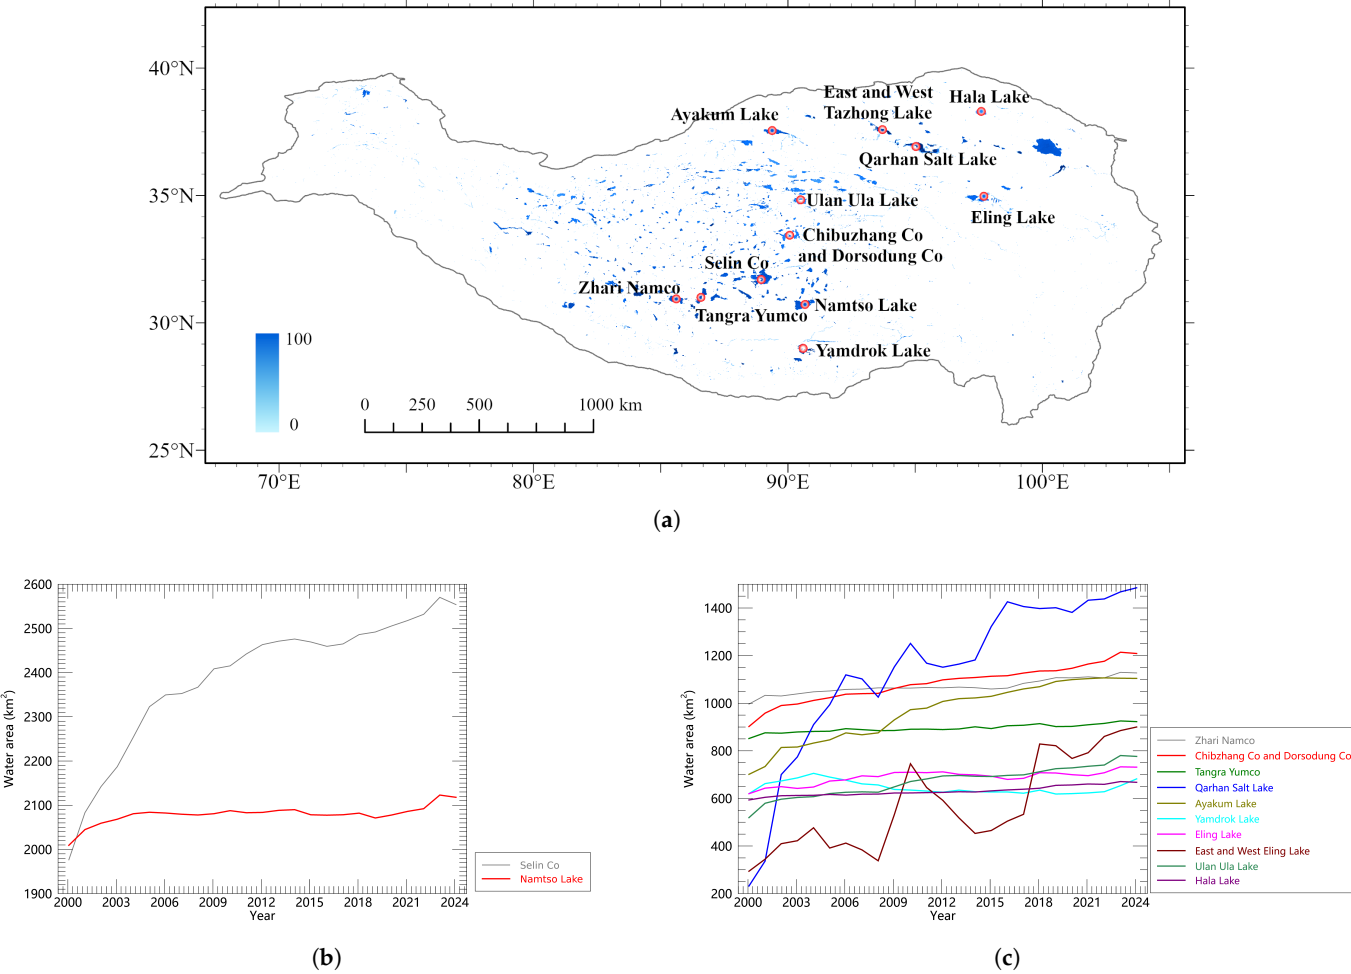 40°N
35°N
30°N
25°N
70°E
80°E
90°E
100°E
East and West
Tazhong Lake
Hala Lake
Ayakum Lake
Qarhan Salt Lake
Ulan Ula Lake
Eling Lake
Chibuzhang Co
and Dorsodung Co
Selin Co
Zhari Namco
Namtso Lake
Tangra Yumco
Yamdrok Lake
100
0
0 250 500 1000 km
(a)
2600
2500
2400
2300
2200
2100
2000
1900
Water area (km²)
2000 2003 2006 2009 2012 2015 2018 2021 2024
Year
Selin Co
Namtso Lake
(b)
1400
1200
1000
800
600
400
200
Water area (km²)
2000 2003 2006 2009 2012 2015 2018 2021 2024
Year
Zhari Namco
Chibzhang Co and Dorsodung Co
Tangra Yumco
Qarhan Salt Lake
Ayakum Lake
Yamdrok Lake
Eling Lake
East and West Eling Lake
Ulan Ula Lake
Hala Lake
(c)